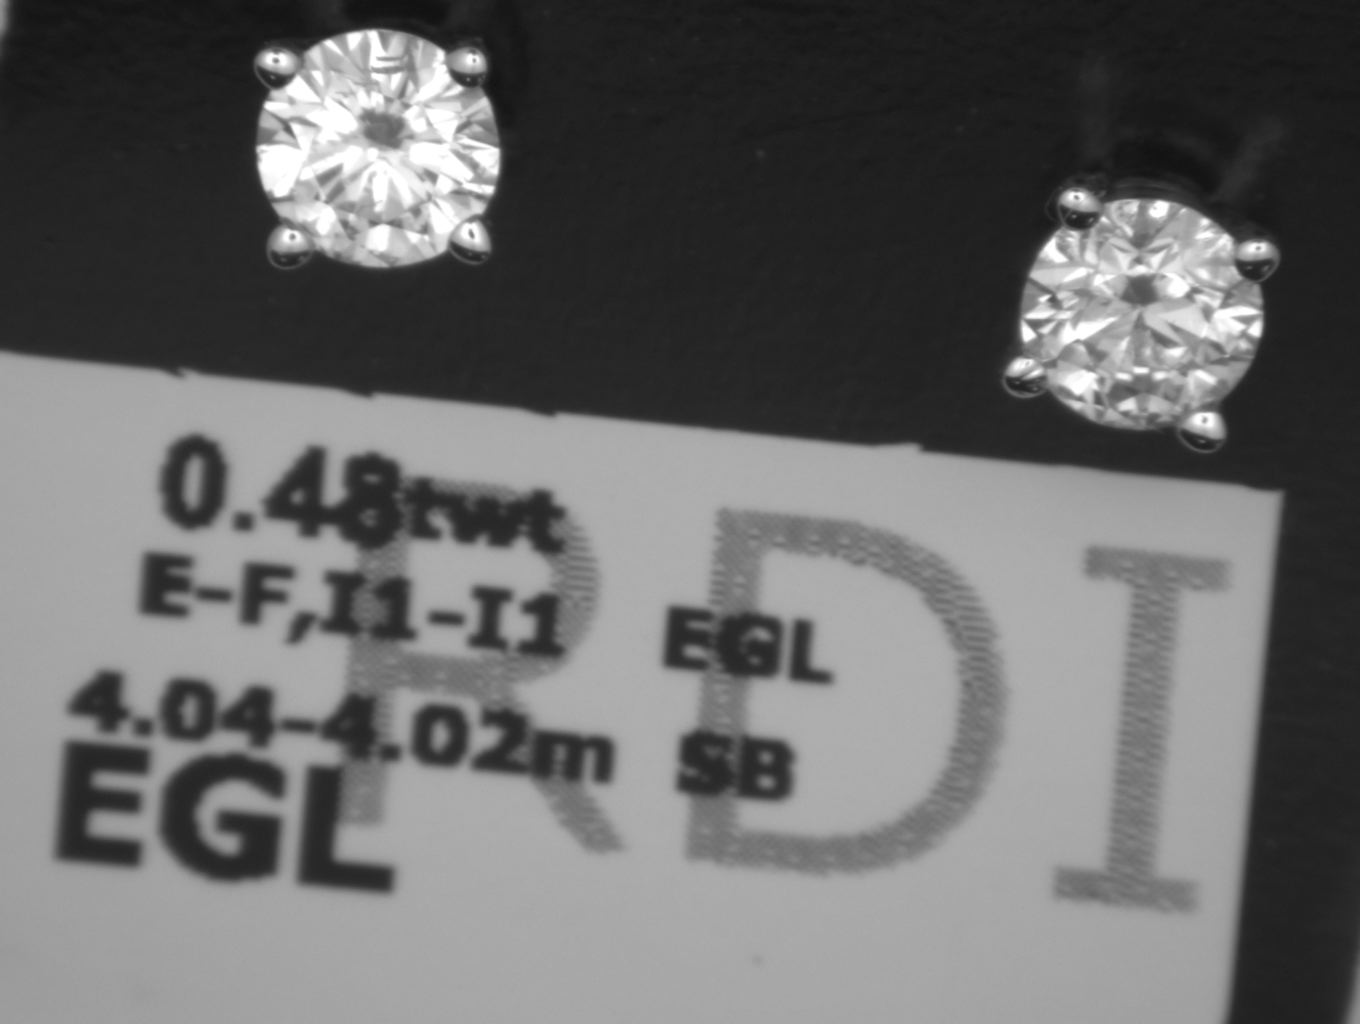 0.48twt
E-F,I1-I1 EGL
4.04-4.02m SB
EGL
RDI